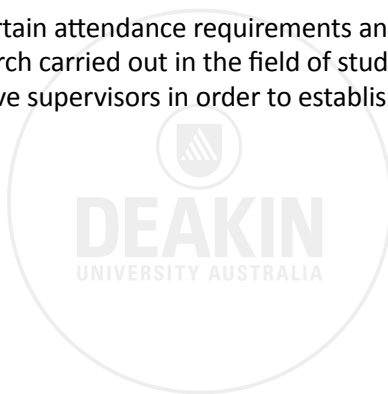 rtain attendance requirements an
rch carried out in the field of stud
ve supervisors in order to establis
DEAKIN
UNIVERSITY AUSTRALIA